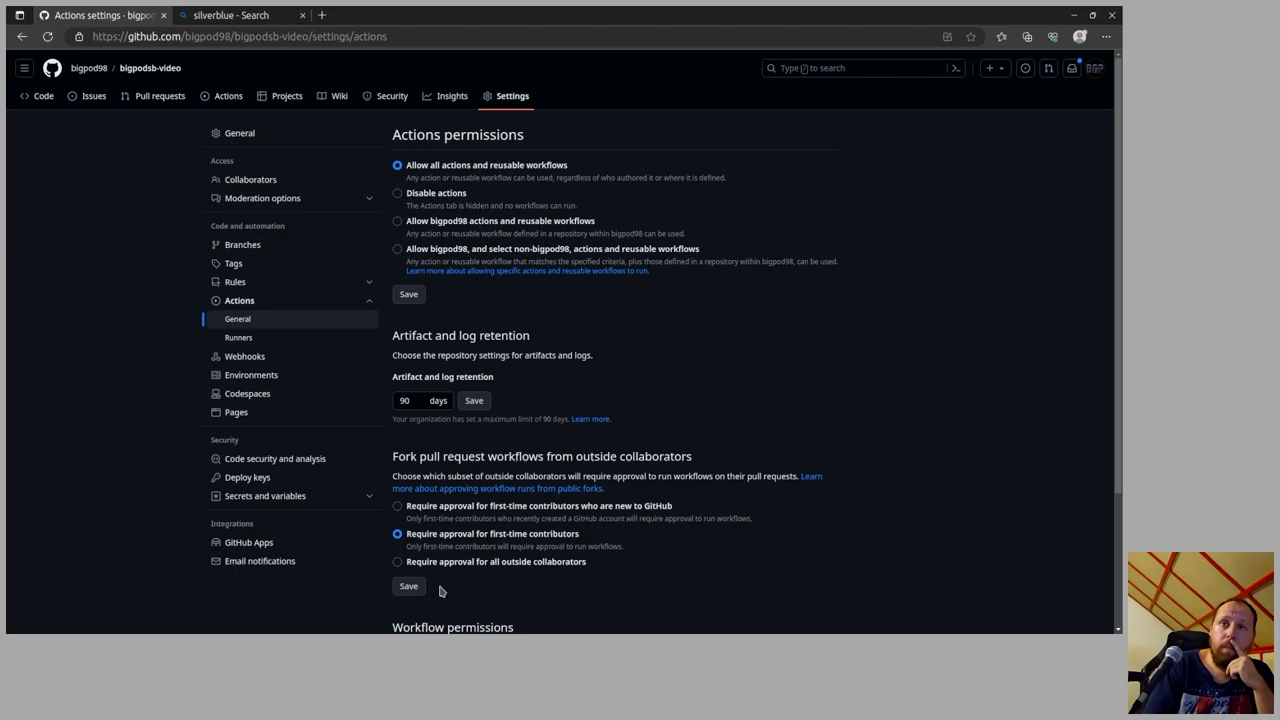 Actions settings - bigpo
silverblue - Search
https://github.com/bigpod98/bigpodsb-video/settings/actions
bigpod98 / bigpodsb-video
Type / to search
Code
Issues
Pull requests
Actions
Projects
Wiki
Security
Insights
Settings
General
Access
Collaborators
Moderation options
Code and automation
Branches
Tags
Rules
Actions
General
Runners
Webhooks
Environments
Codespaces
Pages
Security
Code security and analysis
Deploy keys
Secrets and variables
Integrations
GitHub Apps
Email notifications
Actions permissions
Allow all actions and reusable workflows
Any action or reusable workflow can be used, regardless of who authored it or where it is defined.
Disable actions
The Actions tab is hidden and no workflows can run.
Allow bigpod98 actions and reusable workflows
Any action or reusable workflow defined in a repository within bigpod98 can be used.
Allow bigpod98, and select non-bigpod98, actions and reusable workflows
Any action or reusable workflow that matches the specified criteria, plus those defined in a repository within bigpod98, can be used.
Learn more about allowing specific actions and reusable workflows to run.
Save
Artifact and log retention
Choose the repository settings for artifacts and logs.
Artifact and log retention
90 days Save
Your organization has set a maximum limit of 90 days. Learn more.
Fork pull request workflows from outside collaborators
Choose which subset of outside collaborators will require approval to run workflows on their pull requests. Learn
more about approving workflow runs from public forks.
Require approval for first-time contributors who are new to GitHub
Only first-time contributors who recently created a GitHub account will require approval to run workflows.
Require approval for first-time contributors
Only first-time contributors will require approval to run workflows.
Require approval for all outside collaborators
Save
Workflow permissions